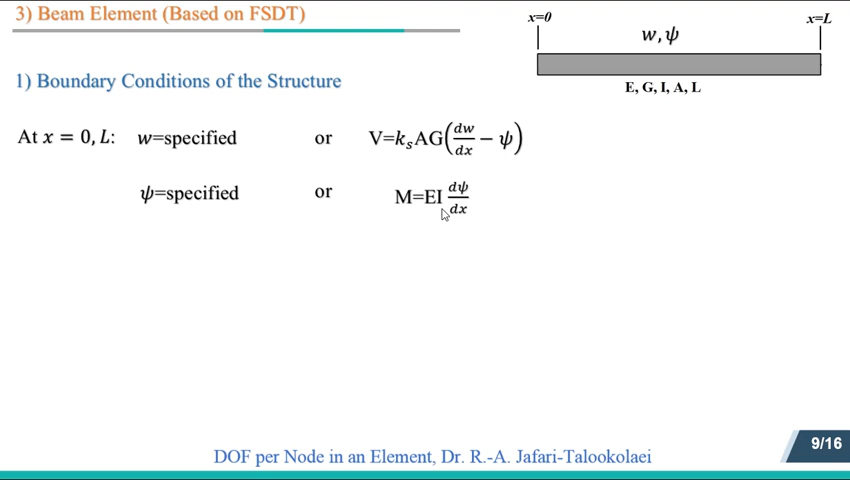 3) Beam Element (Based on FSDT)
x=0
x=L
w, ψ
E, G, I, A, L
1) Boundary Conditions of the Structure
At x = 0, L: w=specified or V=kₛAG(dw/dx − ψ)
ψ=specified or M=EI dψ/dx
9/16
DOF per Node in an Element, Dr. R.-A. Jafari-Talookolaei